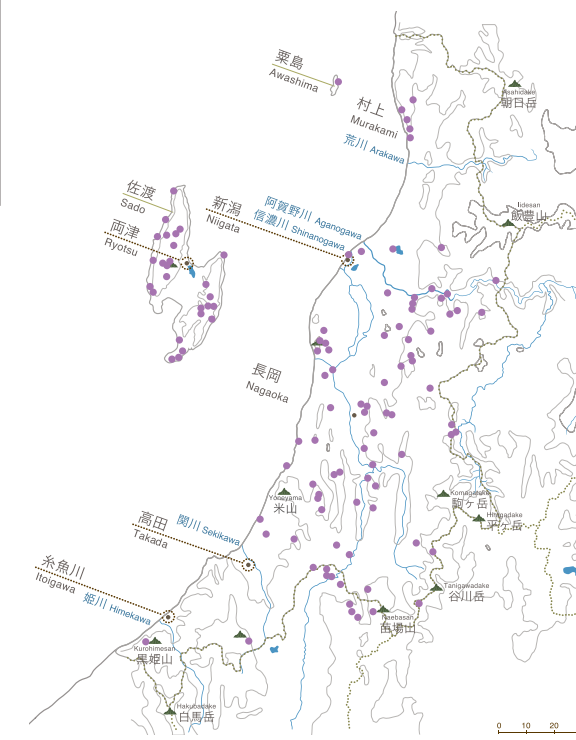 粟島
Awashima
村上
Murakami
荒川 Arakawa
Asahidake
朝日岳
佐渡
Sado
新潟
Niigata
阿賀野川 Aganogawa
信濃川 Shinanogawa
Iidesan
飯豊山
両津
Ryotsu
長岡
Nagaoka
Yoneyama
米山
Komagatake
駒ヶ岳
Hiragadake
平ヶ岳
高田
Takada
関川 Sekikawa
糸魚川
Itoigawa
姫川 Himekawa
Tanigawadake
谷川岳
Naebasan
苗場山
Kurohimesan
黒姫山
Hakubadake
白馬岳
0 10 20